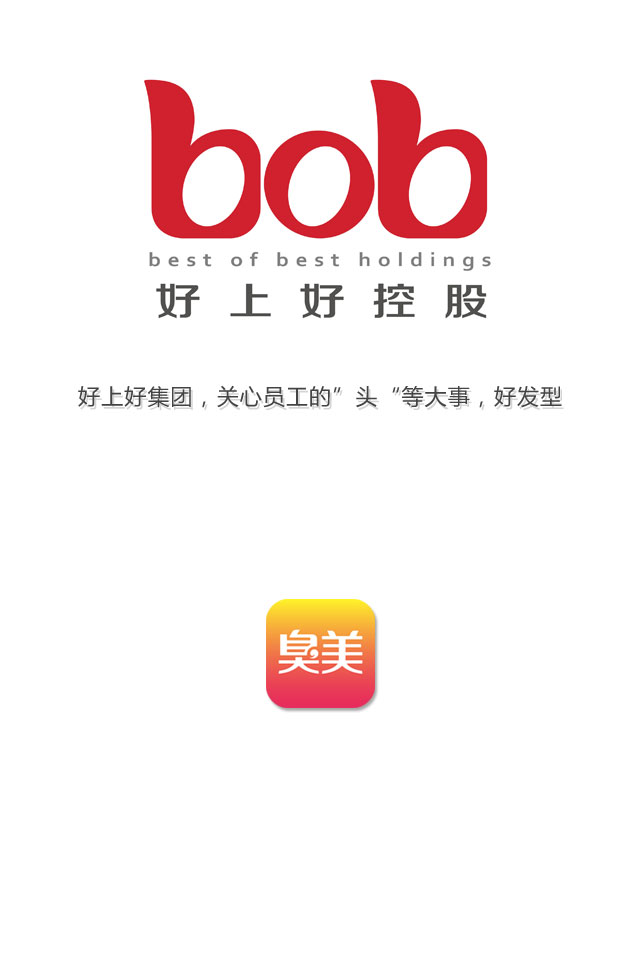 bob
best of best holdings
好上好控股
好上好集团，关心员工的”头“等大事，好发型
臭美